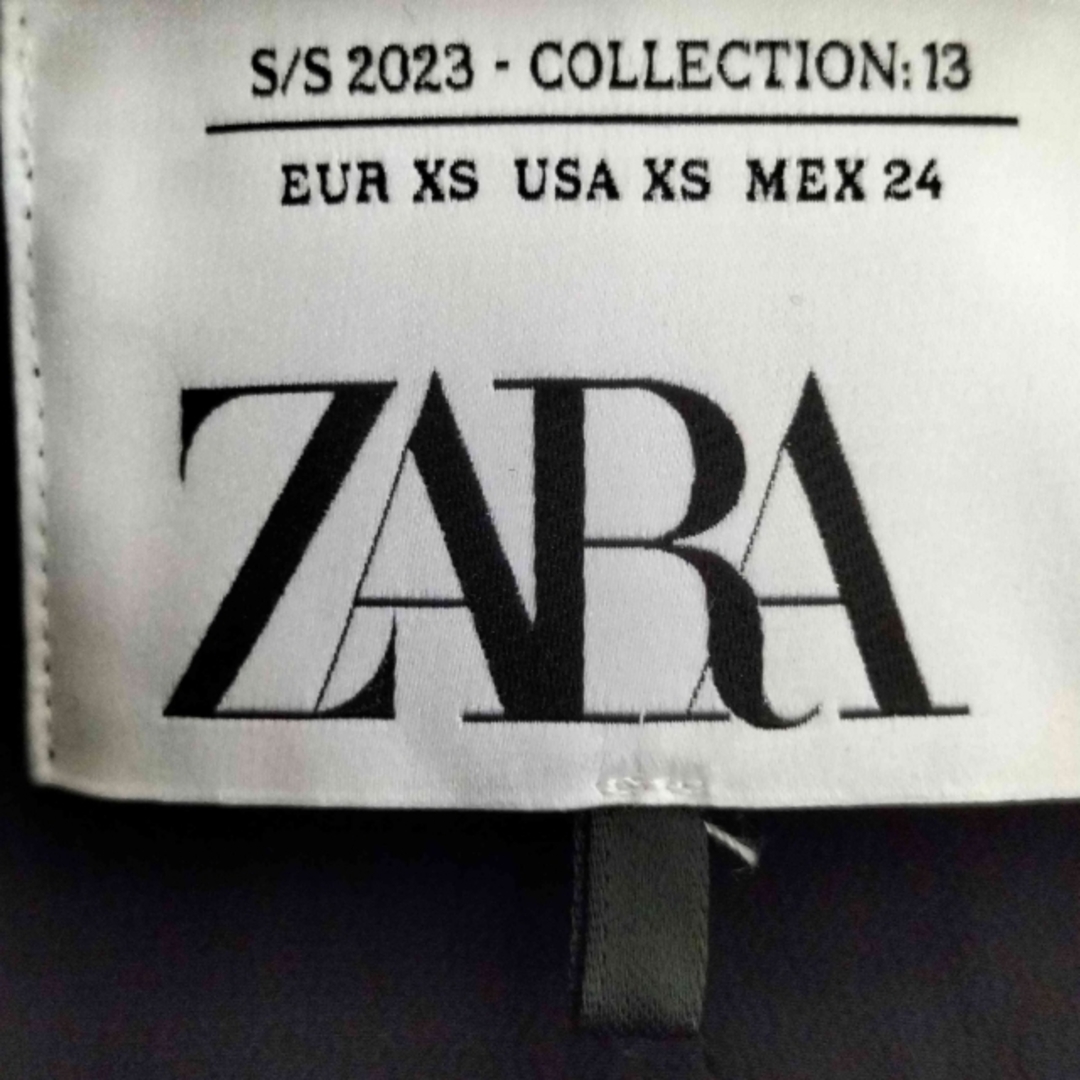 S/S 2023 - COLLECTION: 13
EUR XS USA XS MEX 24
ZARA